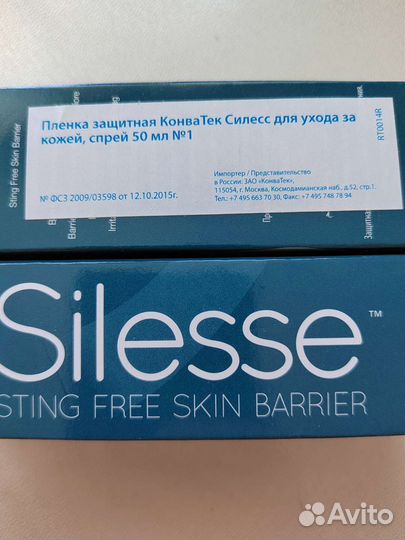 Sting Free Skin Barrier
Пленка защитная КонваТек Силесс для ухода за
кожей, спрей 50 мл №1
№ ФСЗ 2009/03598 от 12.10.2015г.
Импортер / Представительство
в России: ЗАО «КонваТек»,
115054, г. Москва, Космодамианская наб., д.52, стр.1.
Тел.: +7 495 663 70 30, Факс: +7 495 748 78 94
RT0014R
Silesse™
STING FREE SKIN BARRIER
Avito